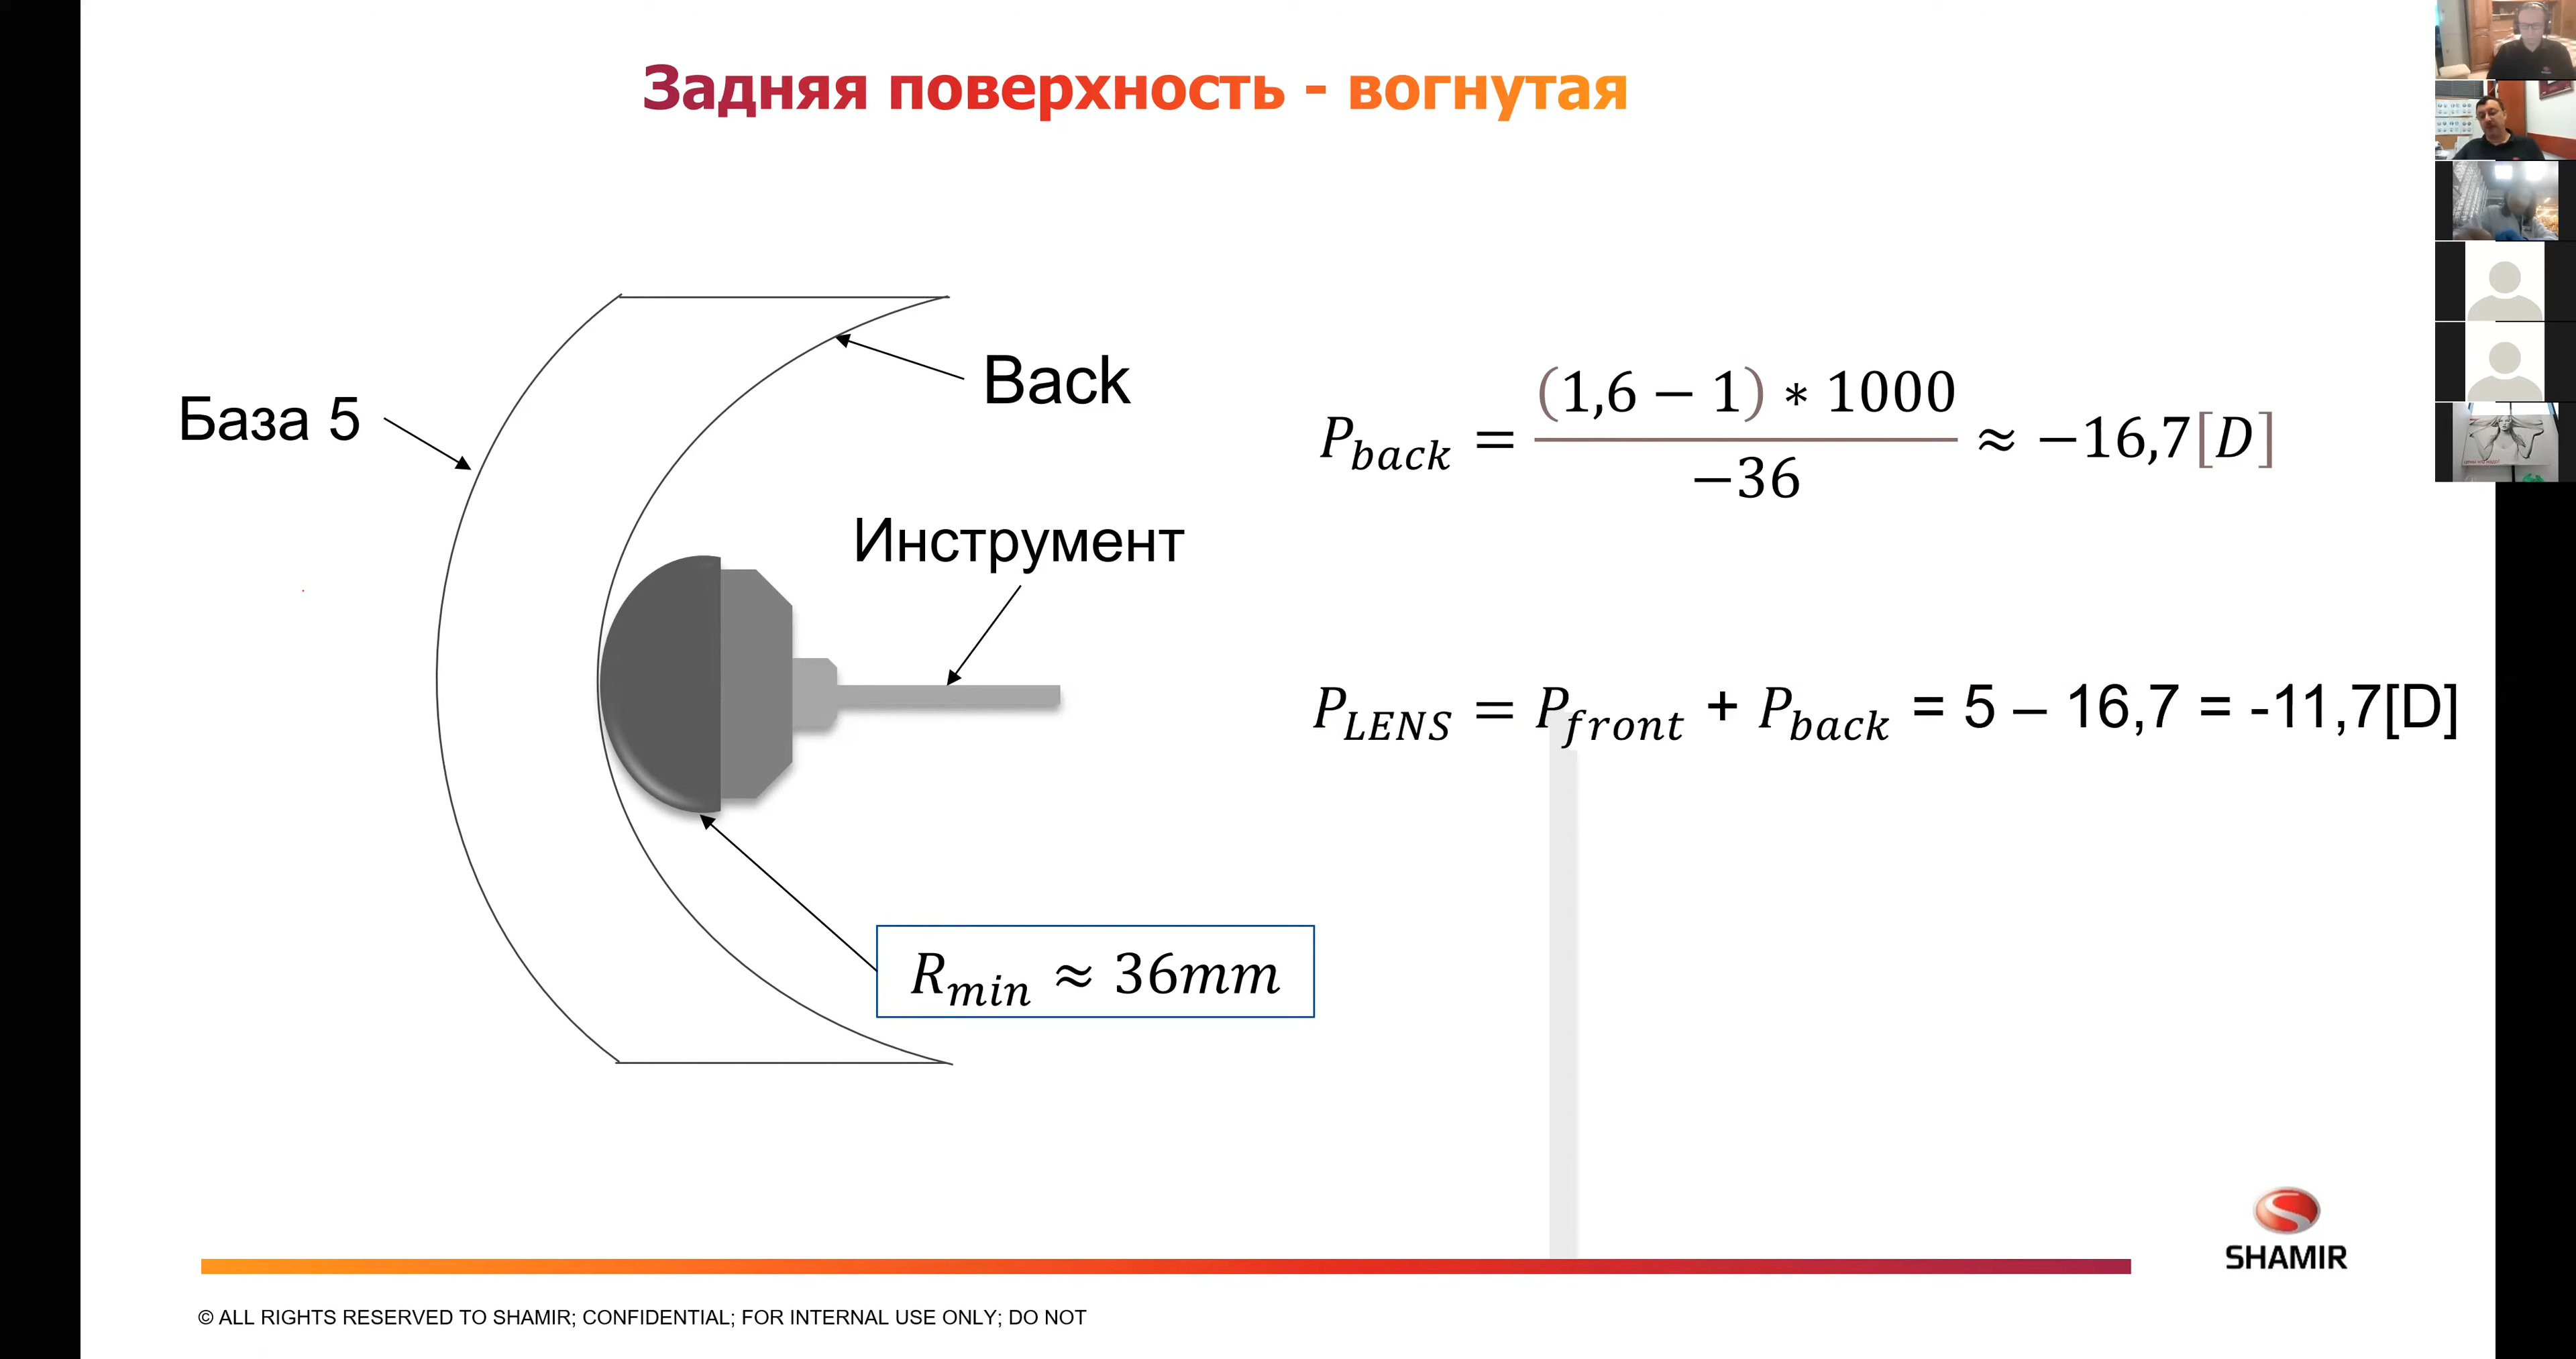 Задняя поверхность - вогнутая
База 5
Back
Инструмент
R_min ≈ 36mm
P_back = (1,6 − 1) * 1000 / −36 ≈ −16,7[D]
P_LENS = P_front + P_back = 5 – 16,7 = -11,7[D]
SHAMIR
© ALL RIGHTS RESERVED TO SHAMIR; CONFIDENTIAL; FOR INTERNAL USE ONLY; DO NOT